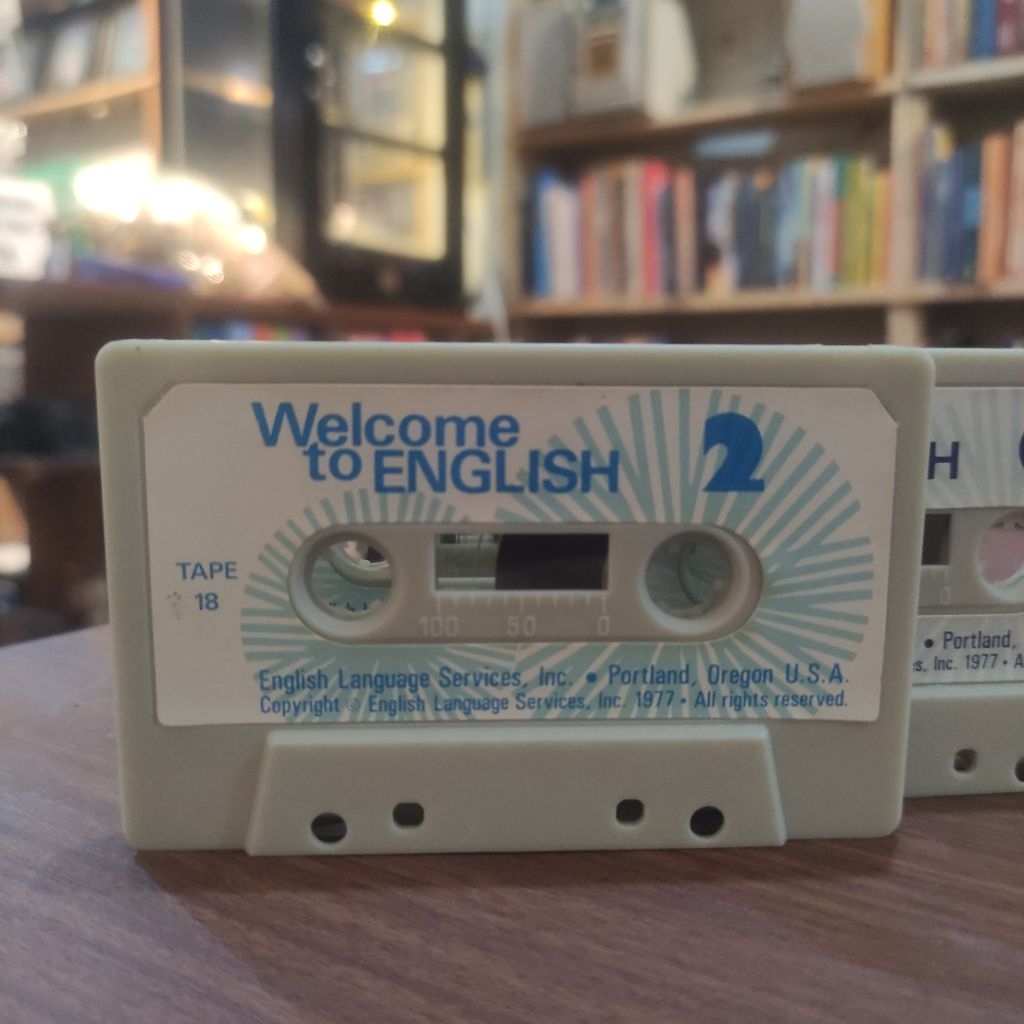 Welcome
to ENGLISH 2
TAPE
18
100 50 0
English Language Services, Inc. • Portland, Oregon U.S.A.
Copyright © English Language Services, Inc. 1977 • All rights reserved.
H
0
• Portland,
s, Inc. 1977 • A